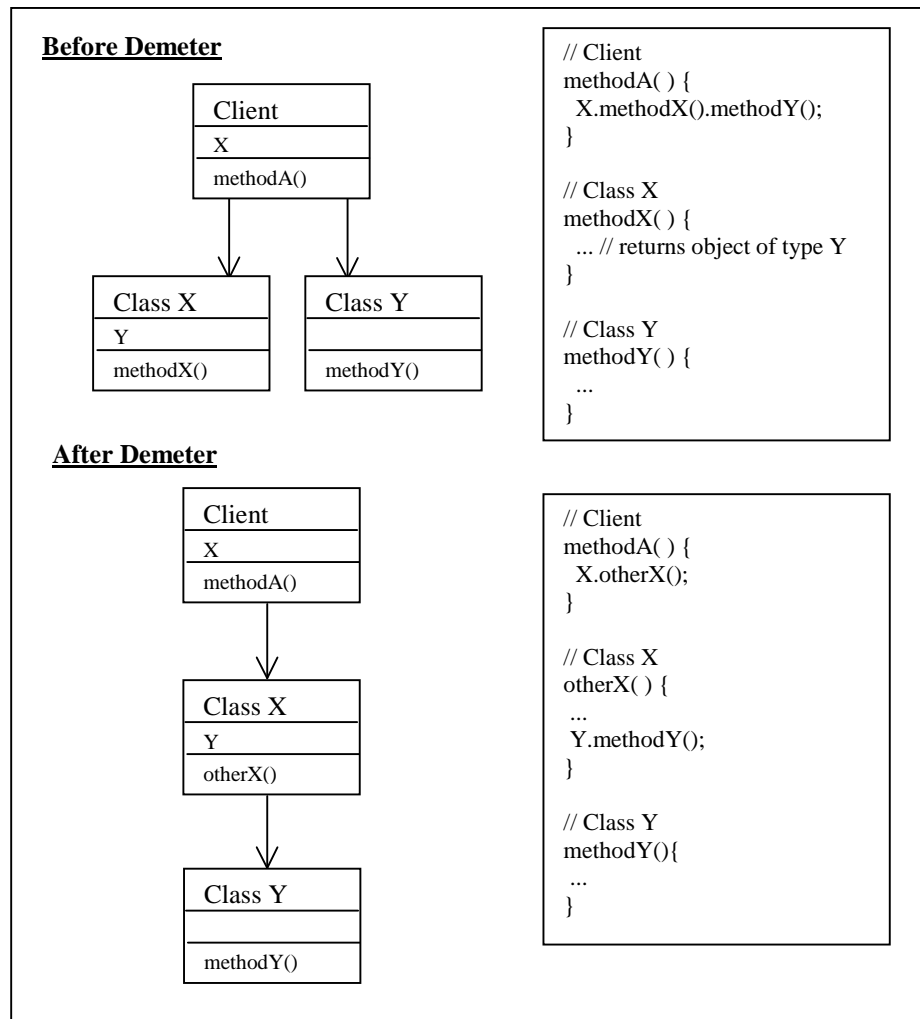 Before Demeter
Client
X
methodA()
Class X
Y
methodX()
Class Y
methodY()
// Client
methodA( ) {
X.methodX().methodY();
}
// Class X
methodX( ) {
... // returns object of type Y
}
// Class Y
methodY( ) {
...
}
After Demeter
Client
X
methodA()
Class X
Y
otherX()
Class Y
methodY()
// Client
methodA( ) {
X.otherX();
}
// Class X
otherX( ) {
...
Y.methodY();
}
// Class Y
methodY(){
...
}